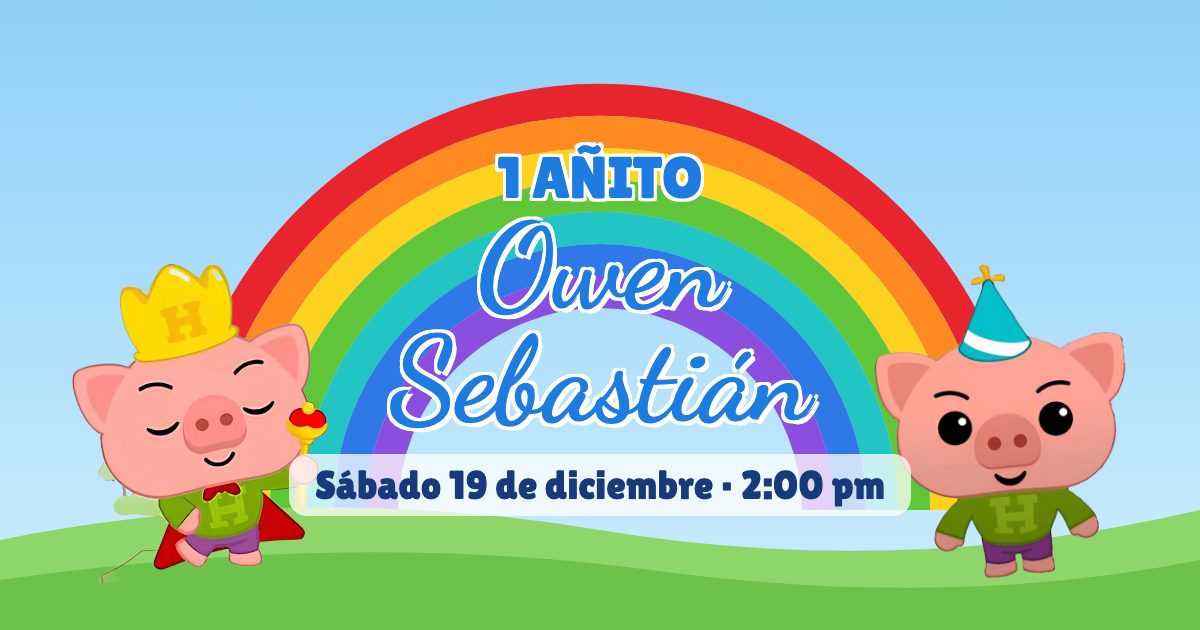 1 AÑITO
Owen
Sebastián
Sábado 19 de diciembre · 2:00 pm
H
H
H